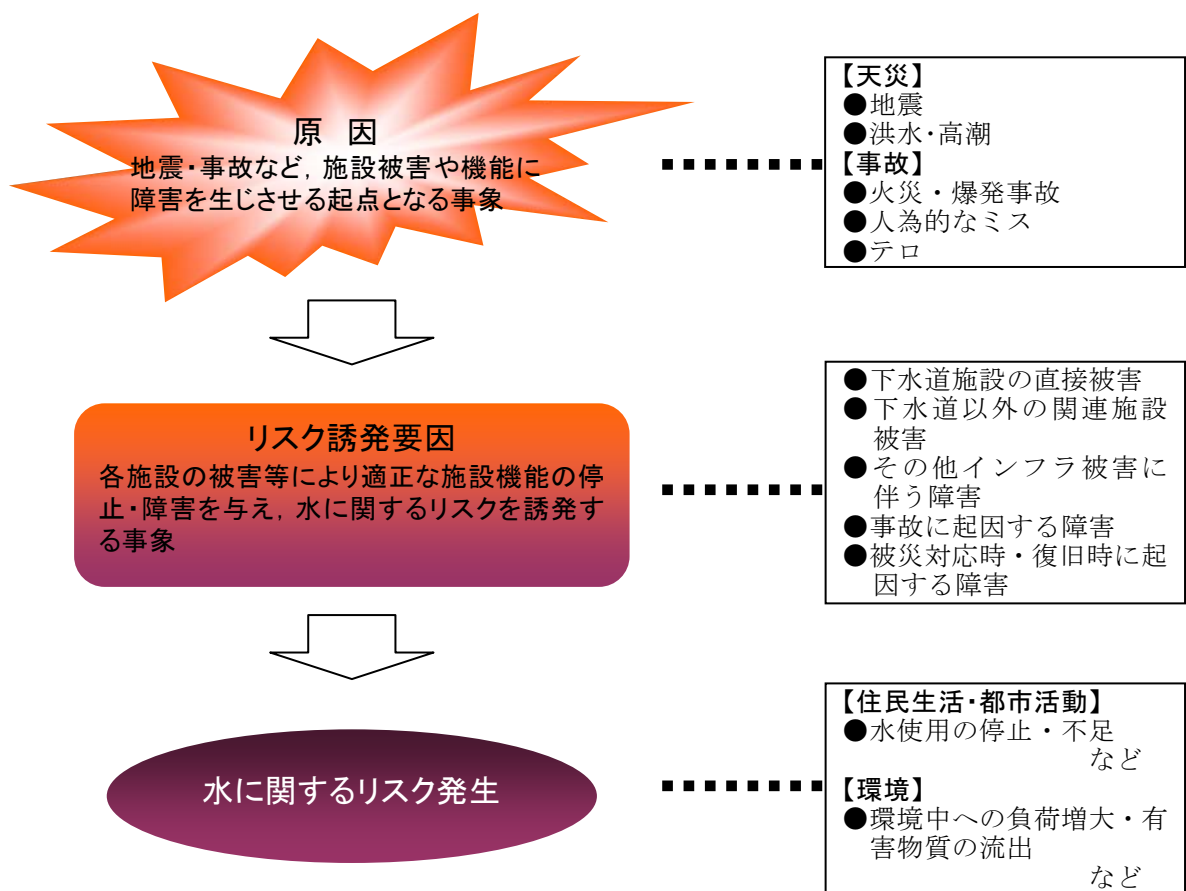 原 因
地震・事故など，施設被害や機能に
障害を生じさせる起点となる事象
【天災】
●地震
●洪水・高潮
【事故】
●火災・爆発事故
●人為的なミス
●テロ
リスク誘発要因
各施設の被害等により適正な施設機能の停
止・障害を与え，水に関するリスクを誘発す
る事象
●下水道施設の直接被害
●下水道以外の関連施設
被害
●その他インフラ被害に
伴う障害
●事故に起因する障害
●被災対応時・復旧時に起
因する障害
水に関するリスク発生
【住民生活・都市活動】
●水使用の停止・不足
など
【環境】
●環境中への負荷増大・有
害物質の流出
など